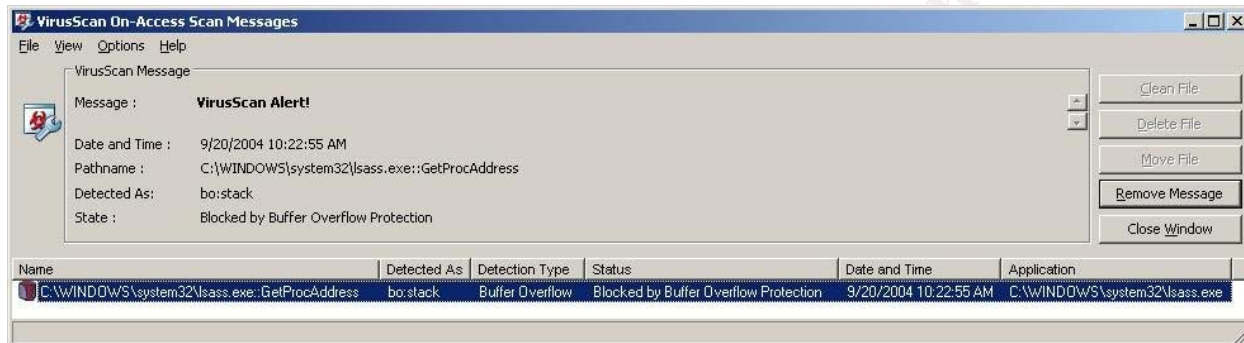 VirusScan On-Access Scan Messages
File View Options Help
VirusScan Message
Message : VirusScan Alert!
Date and Time : 9/20/2004 10:22:55 AM
Pathname : C:\WINDOWS\system32\lsass.exe::GetProcAddress
Detected As: bo:stack
State : Blocked by Buffer Overflow Protection
Clean File
Delete File
Move File
Remove Message
Close Window
Name Detected As Detection Type Status Date and Time Application
C:\WINDOWS\system32\lsass.exe::GetProcAddress bo:stack Buffer Overflow Blocked by Buffer Overflow Protection 9/20/2004 10:22:55 AM C:\WINDOWS\system32\lsass.exe